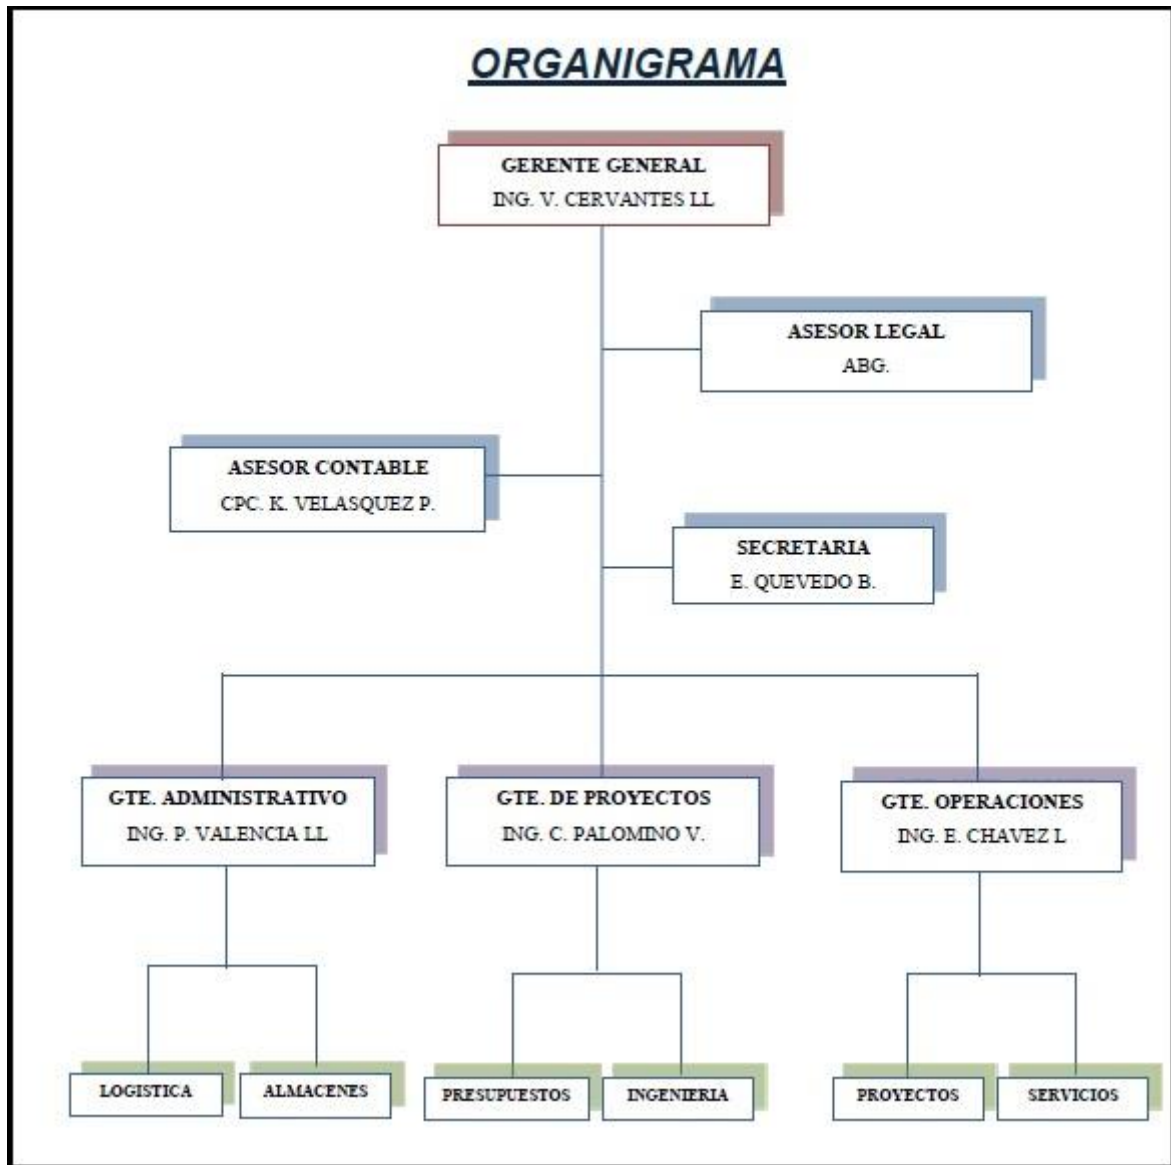 ORGANIGRAMA
GERENTE GENERAL
ING. V. CERVANTES LL
ASESOR LEGAL
ABG.
ASESOR CONTABLE
CPC. K. VELASQUEZ P.
SECRETARIA
E. QUEVEDO B.
GTE. ADMINISTRATIVO
ING. P. VALENCIA LL
GTE. DE PROYECTOS
ING. C. PALOMINO V.
GTE. OPERACIONES
ING. E. CHAVEZ L
LOGISTICA
ALMACENES
PRESUPUESTOS
INGENIERIA
PROYECTOS
SERVICIOS